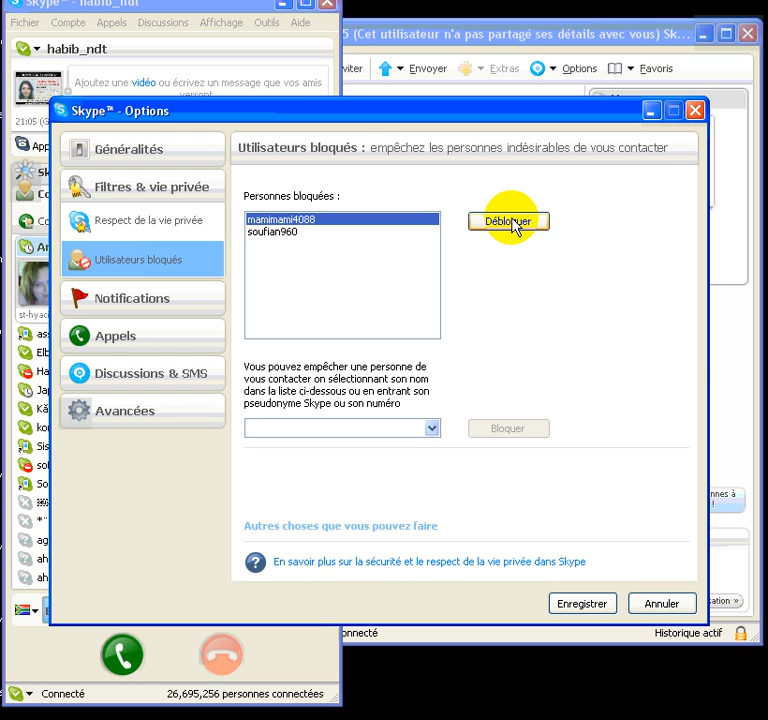 Skype™ - habib_ndt
Fichier Compte Appels Discussions Affichage Outils Aide
habib_ndt
Ajoutez une vidéo ou écrivez un message que vos amis
verront
21:05
5 (Cet utilisateur n'a pas partagé ses détails avec vous) Sk...
Envoyer Extras Options Favoris
Skype™ - Options
Généralités
Filtres & vie privée
Respect de la vie privée
Utilisateurs bloqués
Notifications
Appels
Discussions & SMS
Avancées
Utilisateurs bloqués : empêchez les personnes indésirables de vous contacter
Personnes bloquées :
mamimami4088
soufian960
Débloquer
Vous pouvez empêcher une personne de
vous contacter on sélectionnant son nom
dans la liste ci-dessous ou en entrant son
pseudonyme Skype ou son numéro
Bloquer
Autres choses que vous pouvez faire
En savoir plus sur la sécurité et le respect de la vie privée dans Skype
Enregistrer Annuler
Historique actif
Connecté 26,695,256 personnes connectées